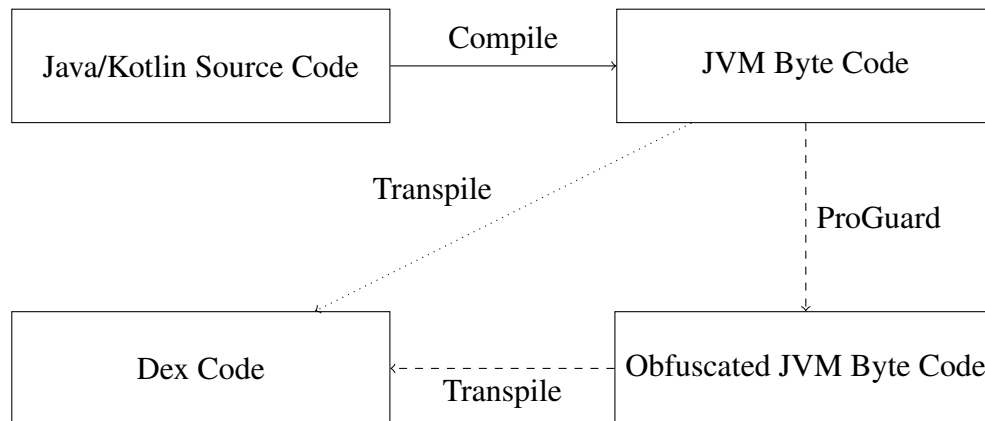 Compile
Java/Kotlin Source Code
JVM Byte Code
Transpile
ProGuard
Dex Code
Obfuscated JVM Byte Code
Transpile